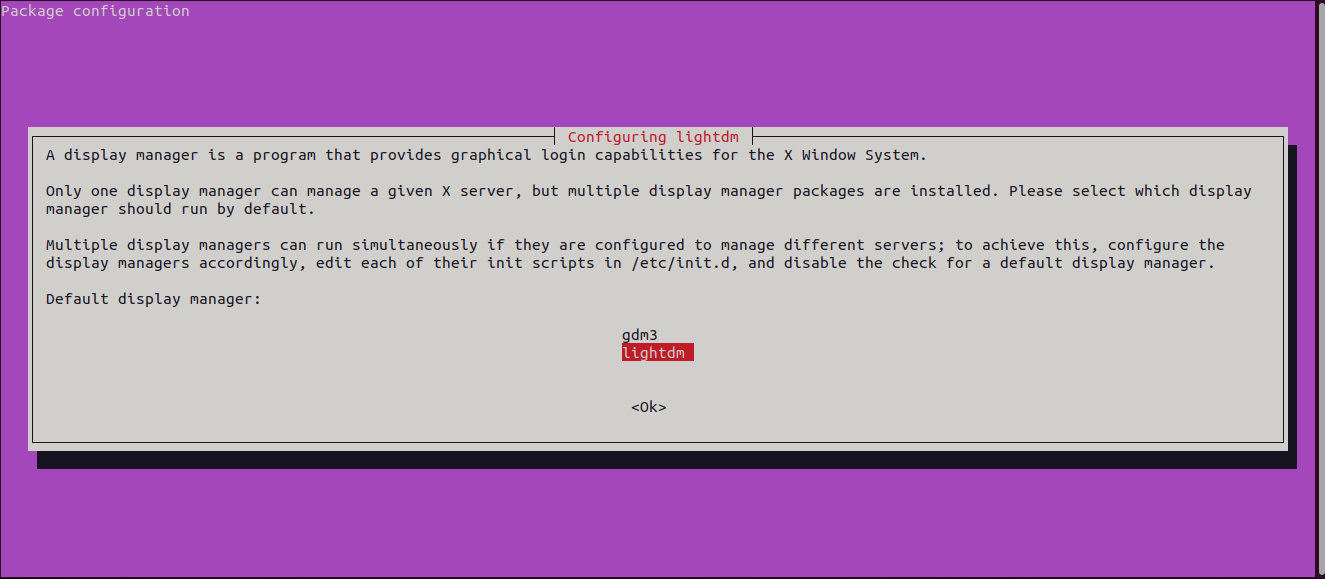 Package configuration
Configuring lightdm
A display manager is a program that provides graphical login capabilities for the X Window System.
Only one display manager can manage a given X server, but multiple display manager packages are installed. Please select which display
manager should run by default.
Multiple display managers can run simultaneously if they are configured to manage different servers; to achieve this, configure the
display managers accordingly, edit each of their init scripts in /etc/init.d, and disable the check for a default display manager.
Default display manager:
gdm3
lightdm
<Ok>